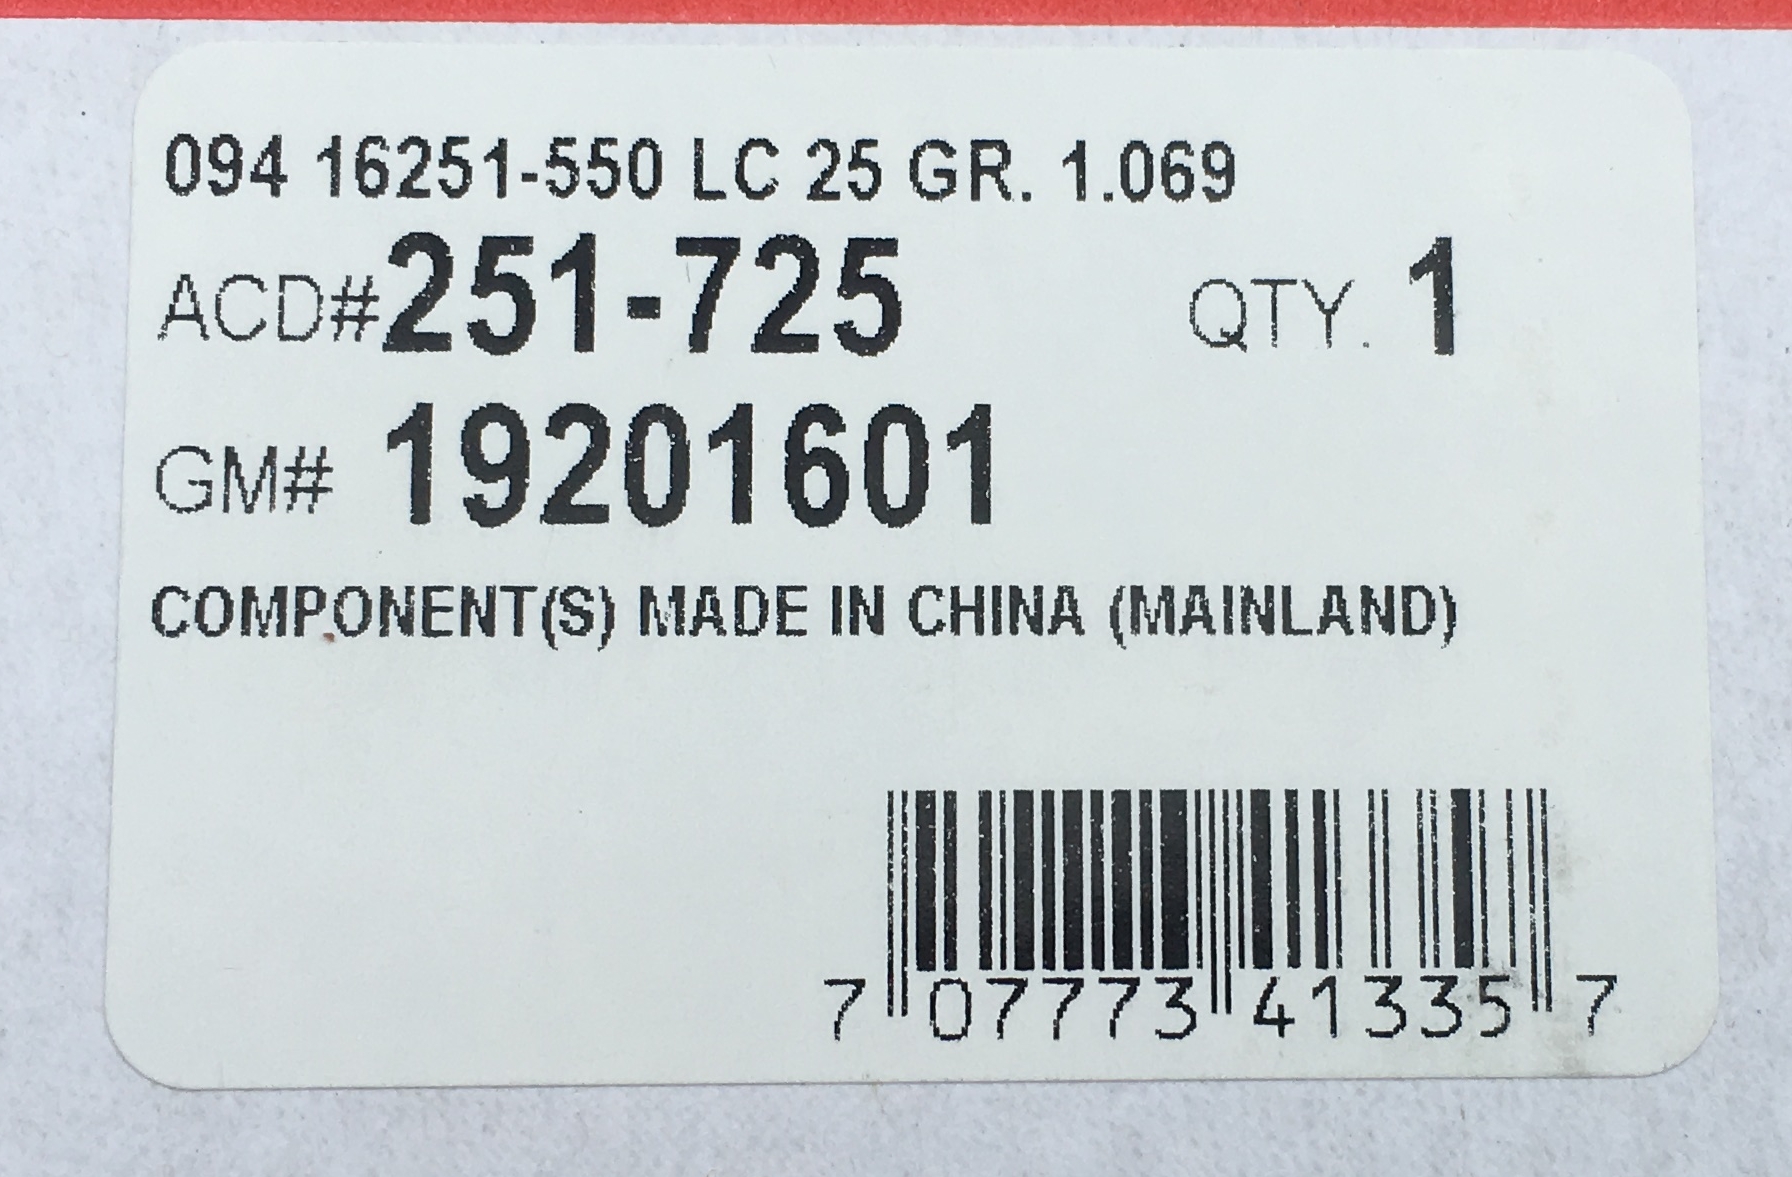 094 16251-550 LC 25 GR. 1.069
ACD# 251-725 QTY. 1
GM# 19201601
COMPONENT(S) MADE IN CHINA (MAINLAND)
7 07773 41335 7